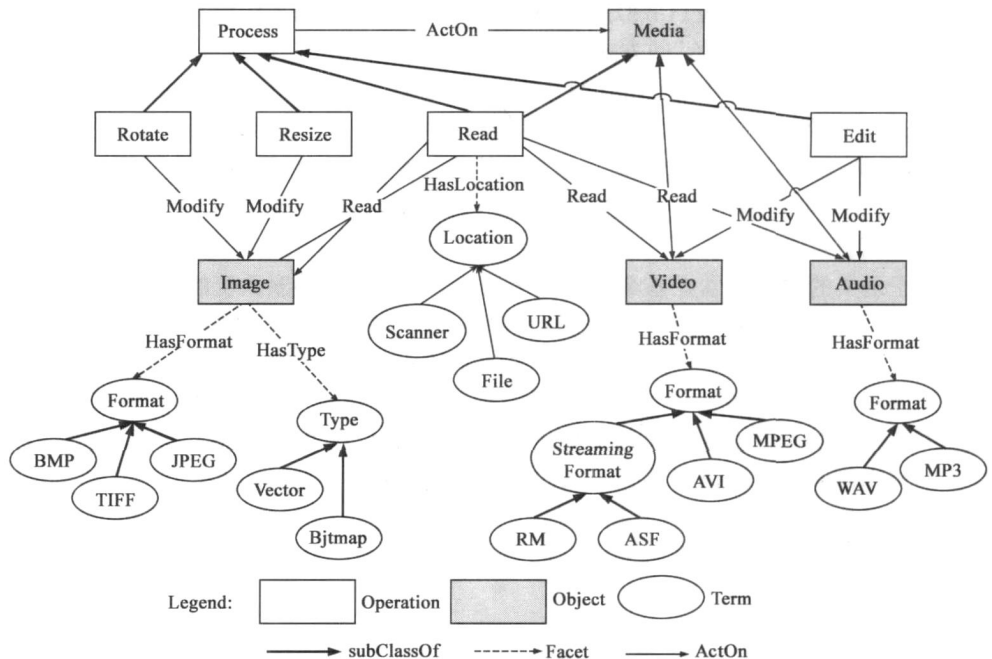 Process
ActOn
Media
Rotate
Resize
Read
Edit
HasLocation
Modify
Modify
Read
Read
Read
Modify
Modify
Location
Image
Video
Audio
Scanner
URL
File
HasFormat
HasType
HasFormat
HasFormat
Format
Type
Format
Format
BMP
JPEG
TIFF
Vector
Bjtmap
Streaming
Format
MPEG
AVI
RM
ASF
WAV
MP3
Legend:
Operation
Object
Term
subClassOf
Facet
ActOn